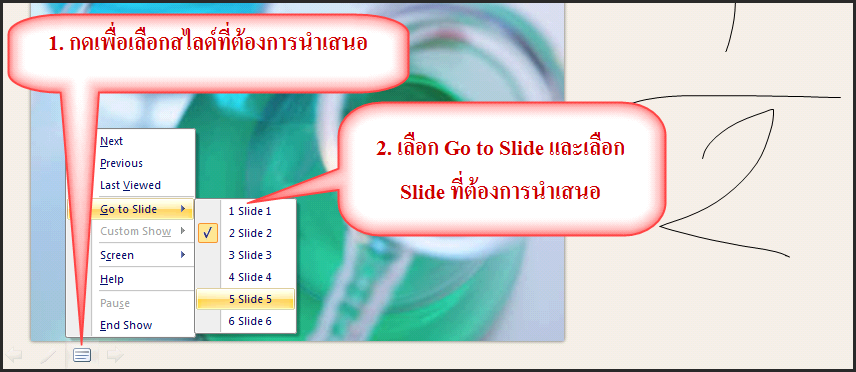 1. กดเพื่อเลือกสไลด์ที่ต้องการนำเสนอ
2. เลือก Go to Slide และเลือก
Slide ที่ต้องการนำเสนอ
Next
Previous
Last Viewed
Go to Slide
Custom Show
Screen
Help
Pause
End Show
1 Slide 1
2 Slide 2
3 Slide 3
4 Slide 4
5 Slide 5
6 Slide 6